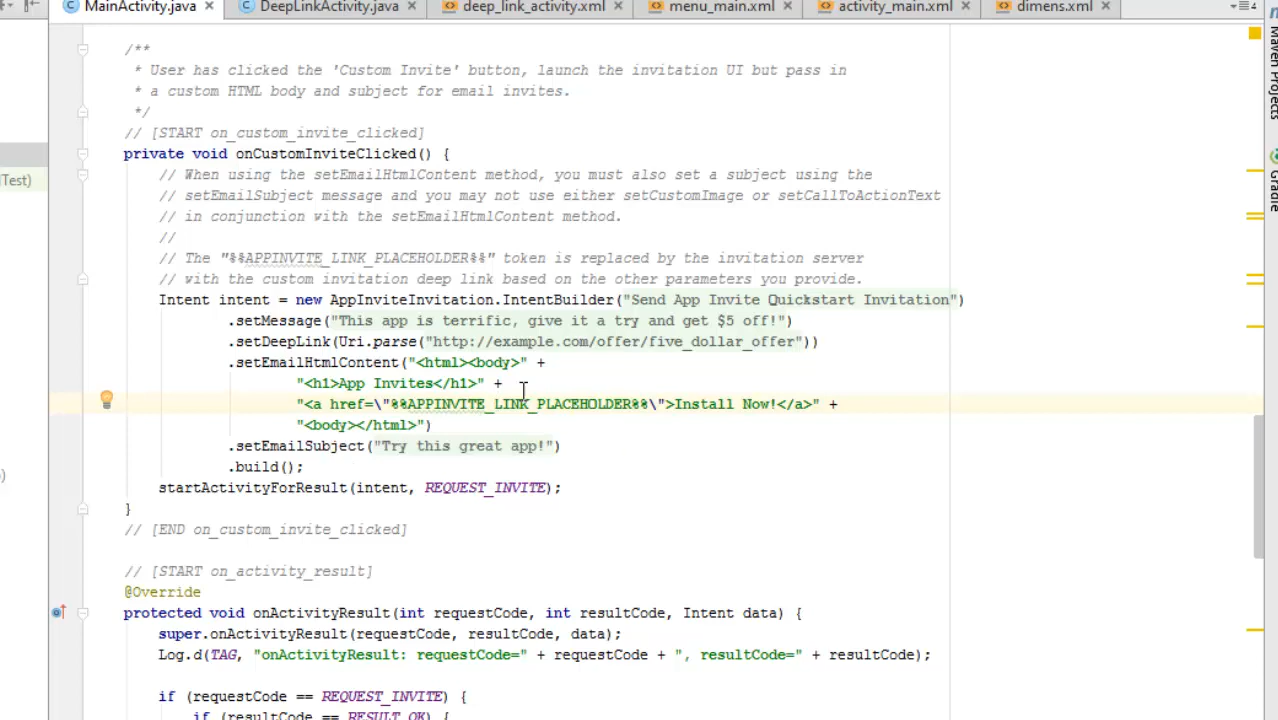 MainActivity.java DeepLinkActivity.java deep_link_activity.xml menu_main.xml activity_main.xml dimens.xml
Maven Projects
Gradle
iTest)
/**
* User has clicked the 'Custom Invite' button, launch the invitation UI but pass in
* a custom HTML body and subject for email invites.
*/
// [START on_custom_invite_clicked]
private void onCustomInviteClicked() {
// When using the setEmailHtmlContent method, you must also set a subject using the
// setEmailSubject message and you may not use either setCustomImage or setCallToActionText
// in conjunction with the setEmailHtmlContent method.
//
// The "%%APPINVITE_LINK_PLACEHOLDER%%" token is replaced by the invitation server
// with the custom invitation deep link based on the other parameters you provide.
Intent intent = new AppInviteInvitation.IntentBuilder("Send App Invite Quickstart Invitation")
.setMessage("This app is terrific, give it a try and get $5 off!")
.setDeepLink(Uri.parse("http://example.com/offer/five_dollar_offer"))
.setEmailHtmlContent("<html><body>" +
"<h1>App Invites</h1>" +
"<a href=\"%%APPINVITE_LINK_PLACEHOLDER%%\">Install Now!</a>" +
"<body></html>")
.setEmailSubject("Try this great app!")
.build();
startActivityForResult(intent, REQUEST_INVITE);
}
// [END on_custom_invite_clicked]
// [START on_activity_result]
@Override
protected void onActivityResult(int requestCode, int resultCode, Intent data) {
super.onActivityResult(requestCode, resultCode, data);
Log.d(TAG, "onActivityResult: requestCode=" + requestCode + ", resultCode=" + resultCode);
if (requestCode == REQUEST_INVITE) {
if (resultCode == RESULT_OK) {